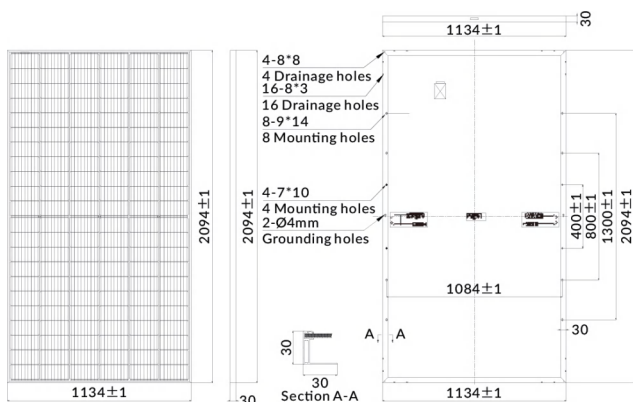 1134±1
30
4-8*8
4 Drainage holes
16-8*3
16 Drainage holes
8-9*14
8 Mounting holes
4-7*10
4 Mounting holes
2-Ø4mm
Grounding holes
2094±1
2094±1
400±1
800±1
1300±1
2094±1
1084±1
A A
30
30
30
Section A-A
1134±1
30
1134±1